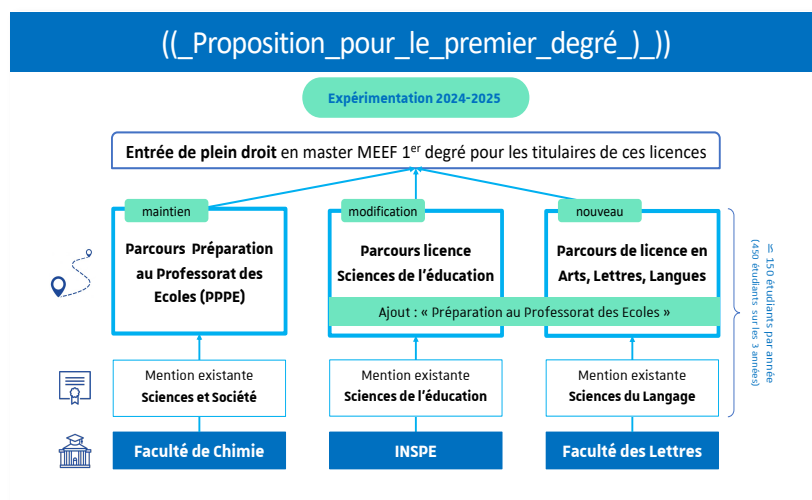 ((_Proposition_pour_le_premier_degré_)_))
Expérimentation 2024-2025
Entrée de plein droit en master MEEF 1er degré pour les titulaires de ces licences
maintien
Parcours Préparation
au Professorat des
Ecoles (PPPE)
modification
Parcours licence
Sciences de l’éducation
nouveau
Parcours de licence en
Arts, Lettres, Langues
Ajout : « Préparation au Professorat des Ecoles »
≃ 150 étudiants par année
(450 étudiants sur les 3 années)
Mention existante
Sciences et Société
Mention existante
Sciences de l’éducation
Mention existante
Sciences du Langage
Faculté de Chimie
INSPE
Faculté des Lettres